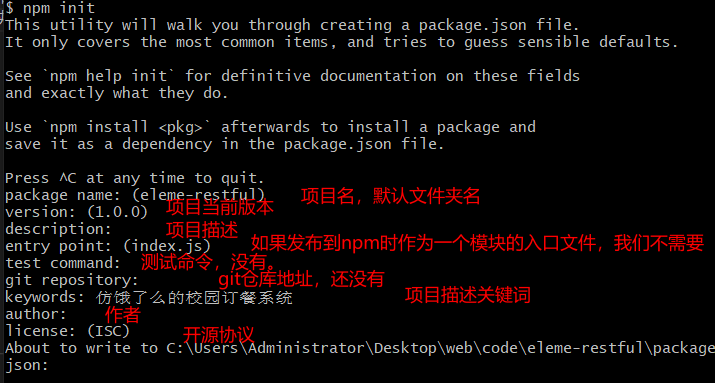 $ npm init
This utility will walk you through creating a package.json file.
It only covers the most common items, and tries to guess sensible defaults.
See `npm help init` for definitive documentation on these fields
and exactly what they do.
Use `npm install <pkg>` afterwards to install a package and
save it as a dependency in the package.json file.
Press ^C at any time to quit.
package name: (eleme-restful) 项目名，默认文件夹名
version: (1.0.0) 项目当前版本
description: 项目描述
entry point: (index.js) 如果发布到npm时作为一个模块的入口文件，我们不需要
test command: 测试命令，没有。
git repository: git仓库地址，还没有
keywords: 仿饿了么的校园订餐系统 项目描述关键词
author: 作者
license: (ISC) 开源协议
About to write to C:\Users\Administrator\Desktop\web\code\eleme-restful\package
json: